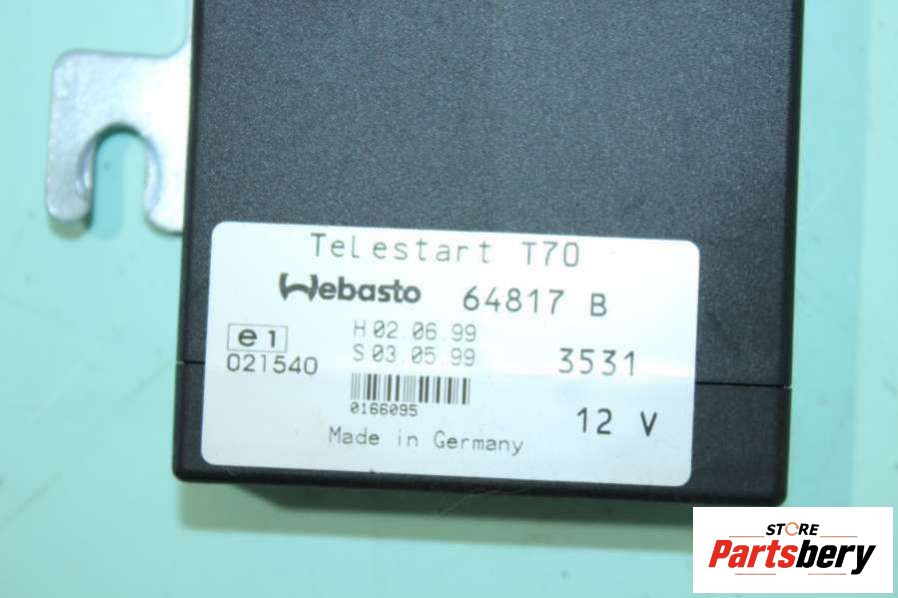 Telestart T70
Webasto 64817 B
e1
H 02.06.99
021540
S 03.05.99
3531
0166095
12 V
Made in Germany
STORE
Partsbery